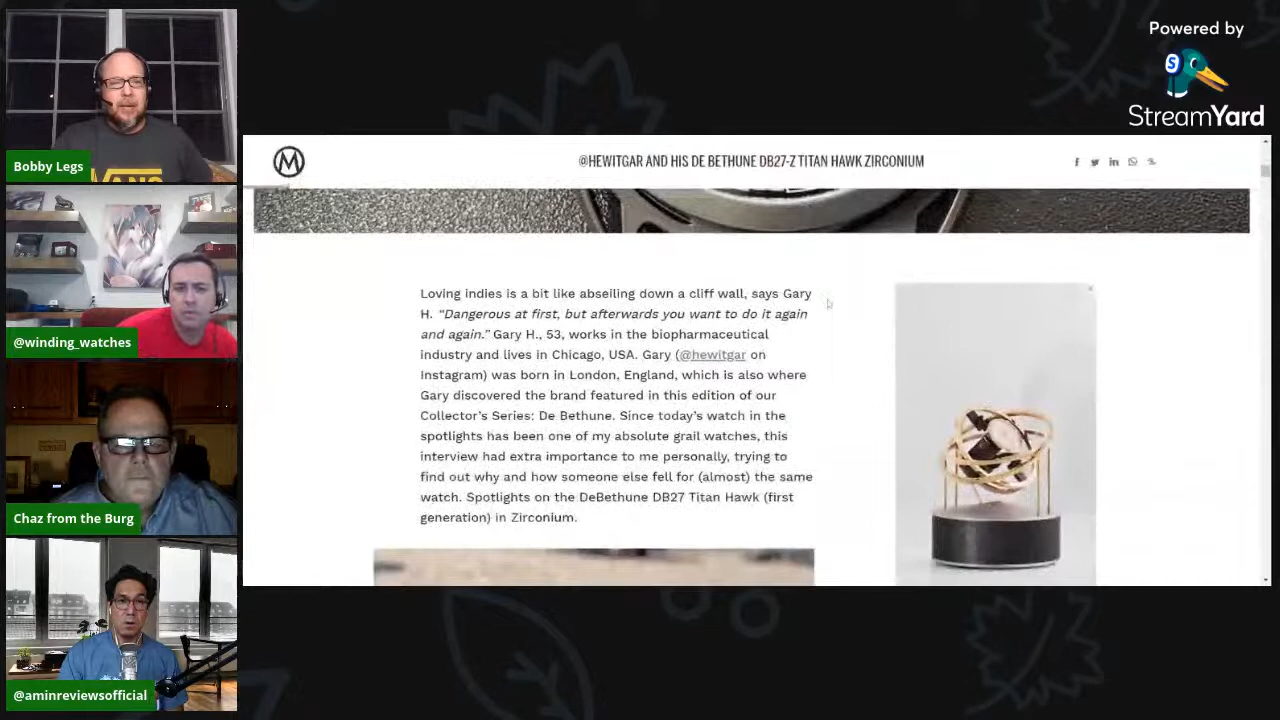 Powered by
StreamYard
Bobby Legs
VANS
@winding_watches
Chaz from the Burg
@aminreviewsofficial
@HEWITGAR AND HIS DE BETHUNE DB27-Z TITAN HAWK ZIRCONIUM
Loving indies is a bit like abseiling down a cliff wall, says Gary
H. “Dangerous at first, but afterwards you want to do it again
and again.” Gary H., 53, works in the biopharmaceutical
industry and lives in Chicago, USA. Gary (@hewitgar on
Instagram) was born in London, England, which is also where
Gary discovered the brand featured in this edition of our
Collector’s Series: De Bethune. Since today’s watch in the
spotlights has been one of my absolute grail watches, this
interview had extra importance to me personally, trying to
find out why and how someone else fell for (almost) the same
watch. Spotlights on the DeBethune DB27 Titan Hawk (first
generation) in Zirconium.